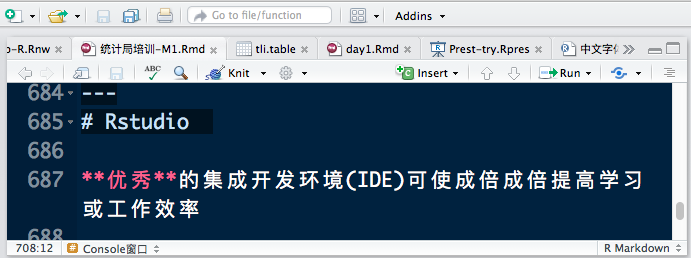 Go to file/function
Addins
o-R.Rnw
统计局培训-M1.Rmd
tli.table
day1.Rmd
Prest-try.Rpres
中文字体
ABC
Knit
Insert
Run
684 ---
685 # Rstudio
686
687 **优秀**的集成开发环境(IDE)可使成倍成倍提高学习
或工作效率
688
708:12
Console窗口
R Markdown